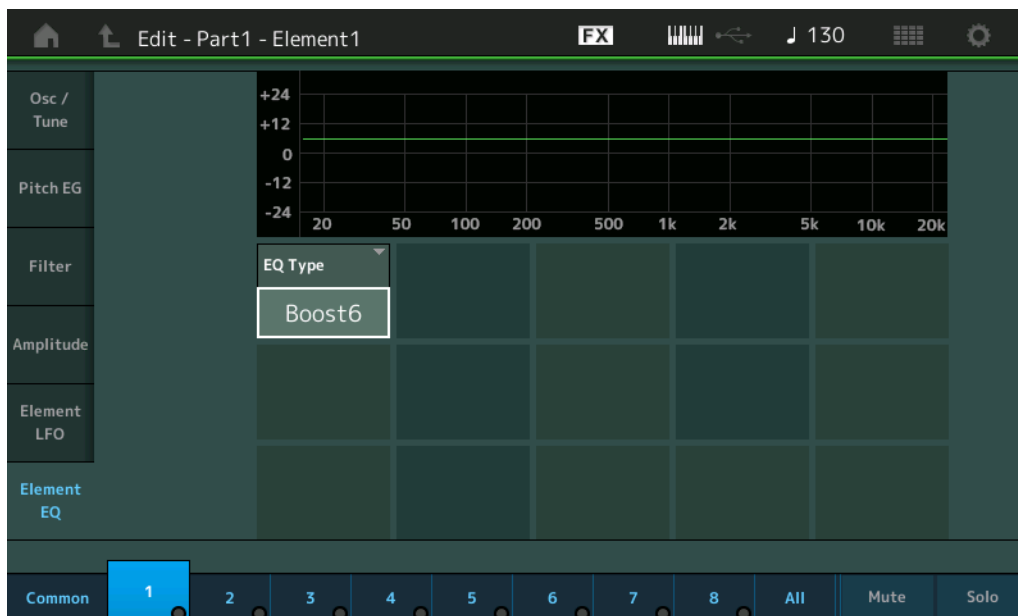 Edit - Part1 - Element1
FX
130
Osc /
Tune
Pitch EG
Filter
Amplitude
Element
LFO
Element
EQ
+24
+12
0
-12
-24
20 50 100 200 500 1k 2k 5k 10k 20k
EQ Type
Boost6
Common 1 2 3 4 5 6 7 8 All Mute Solo